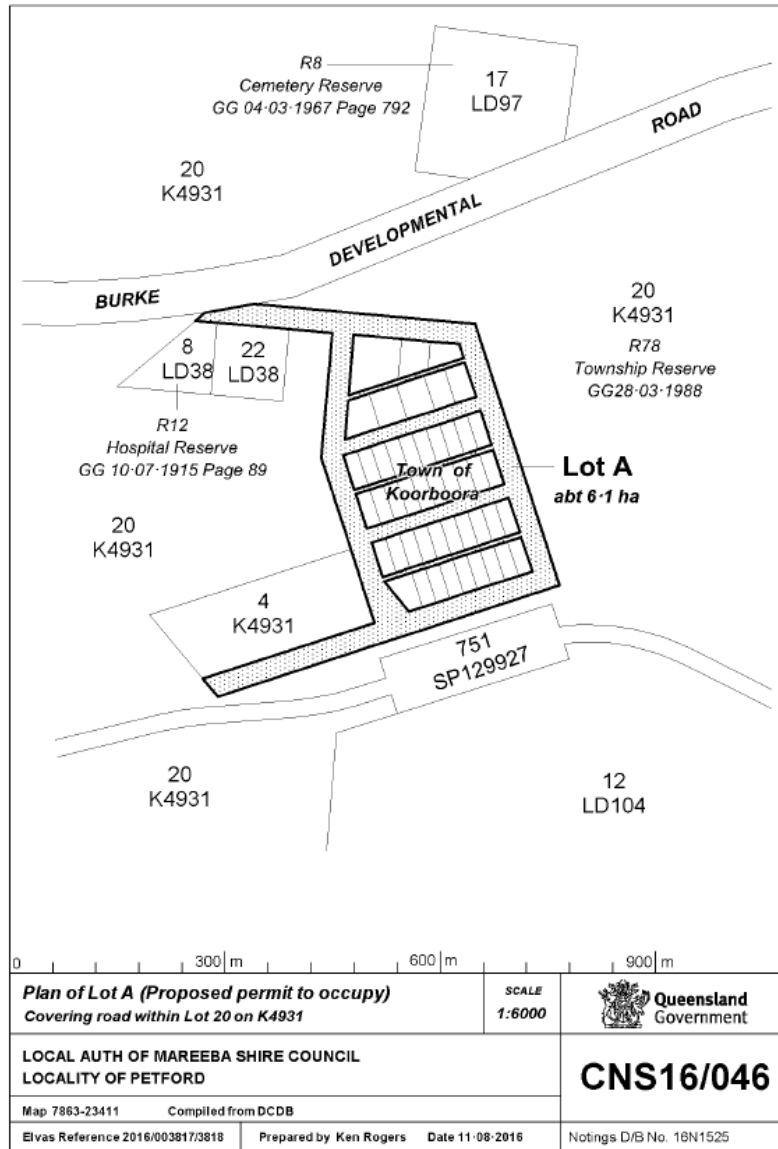 R8
Cemetery Reserve
GG 04·03·1967 Page 792
17
LD97
ROAD
20
K4931
DEVELOPMENTAL
BURKE
20
K4931
R78
Township Reserve
GG28·03·1988
8
LD38
22
LD38
R12
Hospital Reserve
GG 10·07·1915 Page 89
Town of
Koorboora
Lot A
abt 6·1 ha
20
K4931
4
K4931
751
SP129927
20
K4931
12
LD104
0 300 m 600 m 900 m
Plan of Lot A (Proposed permit to occupy)
Covering road within Lot 20 on K4931
SCALE
1:6000
Queensland
Government
LOCAL AUTH OF MAREEBA SHIRE COUNCIL
LOCALITY OF PETFORD
CNS16/046
Map 7863-23411 Compiled from DCDB
Elvas Reference 2016/003817/3818 Prepared by Ken Rogers Date 11·08·2016 Notings D/B No. 16N1525